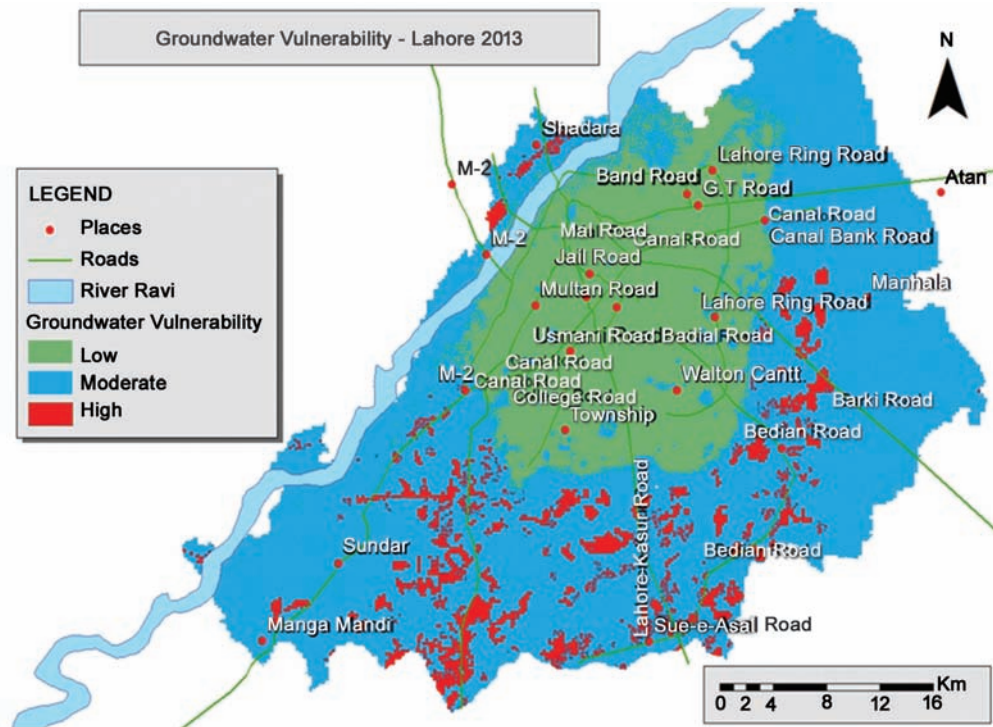 Groundwater Vulnerability - Lahore 2013
N
Shadara
Lahore Ring Road
M-2
Band Road
G.T Road
Atan
Canal Road
Mal Road
Canal Road
Canal Bank Road
M-2
Jail Road
Manhala
Multan Road
Lahore Ring Road
Usmani Road
Badial Road
Canal Road
M-2
Canal Road
Walton Cantt
College Road
Barki Road
Township
Bedian Road
Lahore-Kasur Road
Bedian Road
Sundar
Manga Mandi
Sue-e-Asal Road
LEGEND
Places
Roads
River Ravi
Groundwater Vulnerability
Low
Moderate
High
Km
0 2 4 8 12 16